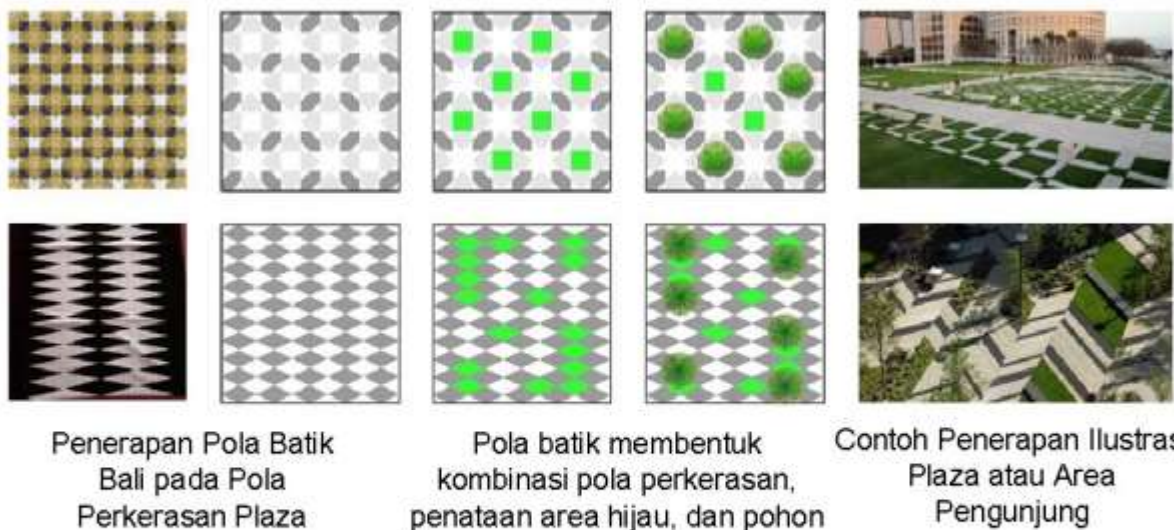 Penerapan Pola Batik
Bali pada Pola
Perkerasan Plaza
Pola batik membentuk
kombinasi pola perkerasan,
penataan area hijau, dan pohon
Contoh Penerapan Ilustras
Plaza atau Area
Pengunjung